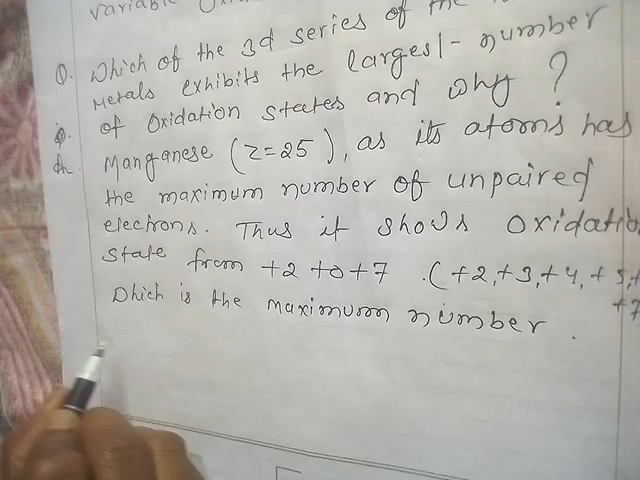 variable
Q. Which of the 3d series of the
Metals exhibits the largest number
Q. of Oxidation states and why ?
Manganese (Z=25), as its atoms has
the maximum number of unpaired
electrons. Thus it shows Oxidatio
state from +2 to +7 . (+2,+3,+4,+5,+
+7
Which is the maximum number .